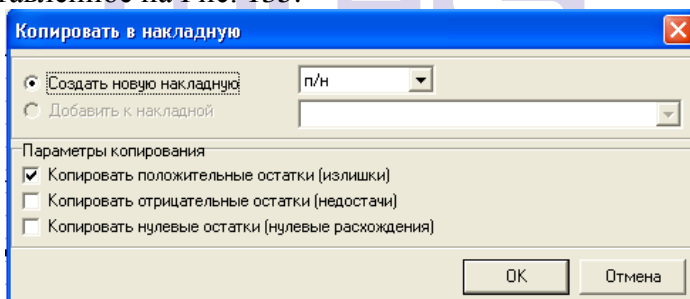 Копировать в накладную
Создать новую накладную п/н
Добавить к накладной
Параметры копирования
Копировать положительные остатки (излишки)
Копировать отрицательные остатки (недостачи)
Копировать нулевые остатки (нулевые расхождения)
OK Отмена